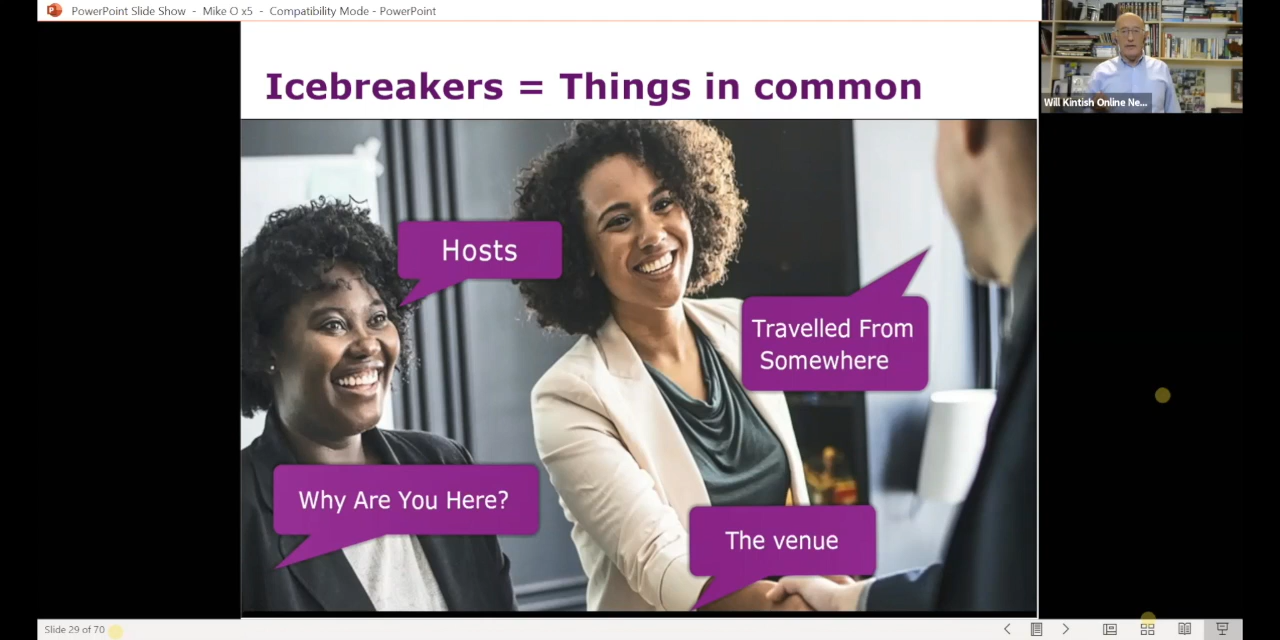 PowerPoint Slide Show - Mike O x5 - Compatibility Mode - PowerPoint
Icebreakers = Things in common
Will Kintish Online Ne...
Hosts
Travelled From
Somewhere
Why Are You Here?
The venue
Slide 29 of 70